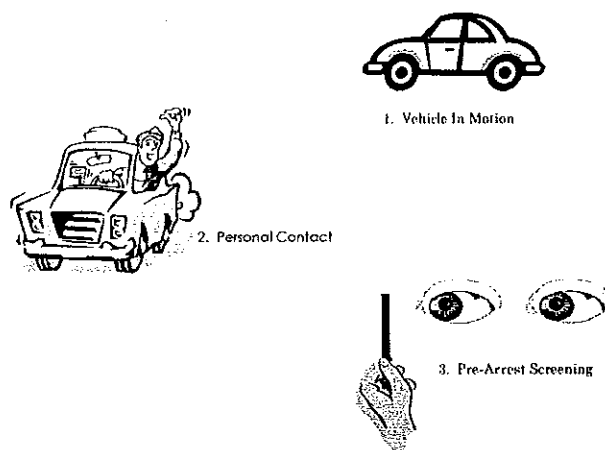 1. Vehicle In Motion
2. Personal Contact
3. Pre-Arrest Screening